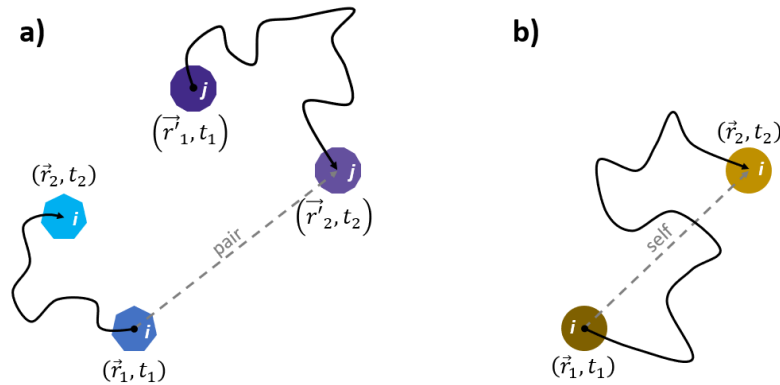 a)
j
(r⃗'₁, t₁)
(r⃗₂, t₂)
i
j
(r⃗'₂, t₂)
pair
i
(r⃗₁, t₁)
b)
(r⃗₂, t₂)
i
self
i
(r⃗₁, t₁)